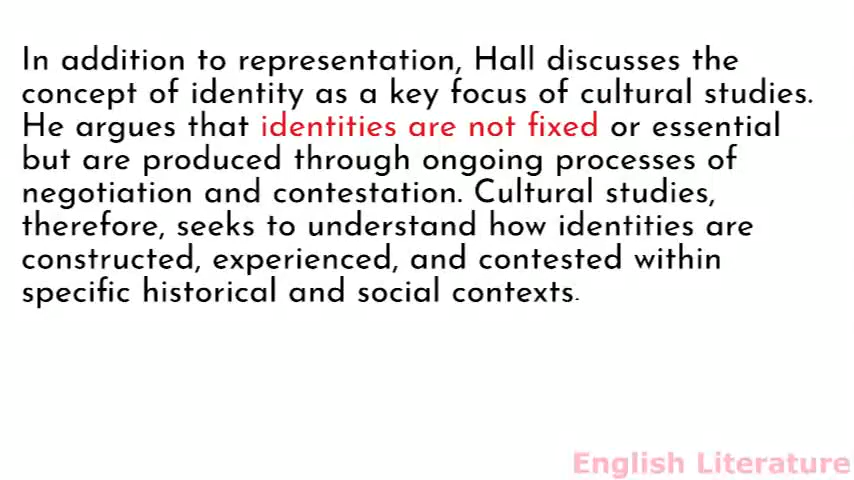 In addition to representation, Hall discusses the
concept of identity as a key focus of cultural studies.
He argues that identities are not fixed or essential
but are produced through ongoing processes of
negotiation and contestation. Cultural studies,
therefore, seeks to understand how identities are
constructed, experienced, and contested within
specific historical and social contexts.
English Literature